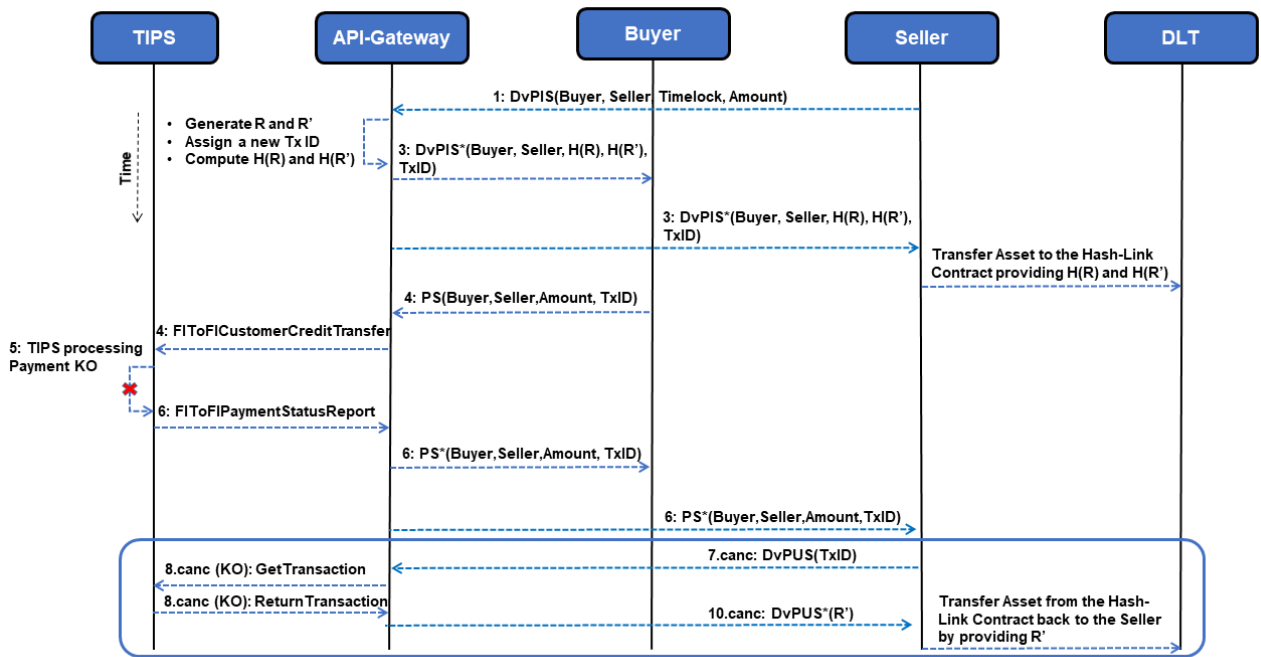 TIPS
API-Gateway
Buyer
Seller
DLT
1: DvPIS(Buyer, Seller, Timelock, Amount)
Time
• Generate R and R’
• Assign a new Tx ID
• Compute H(R) and H(R’)
3: DvPIS*(Buyer, Seller, H(R), H(R’),
TxID)
3: DvPIS*(Buyer, Seller, H(R), H(R’),
TxID)
Transfer Asset to the Hash-Link
Contract providing H(R) and H(R’)
4: PS(Buyer,Seller,Amount, TxID)
4: FIToFICustomerCreditTransfer
5: TIPS processing
Payment KO
6: FIToFIPaymentStatusReport
6: PS*(Buyer,Seller,Amount, TxID)
6: PS*(Buyer,Seller,Amount,TxID)
7.canc: DvPUS(TxID)
8.canc (KO): GetTransaction
8.canc (KO): ReturnTransaction
10.canc: DvPUS*(R’)
Transfer Asset from the Hash-
Link Contract back to the Seller
by providing R’